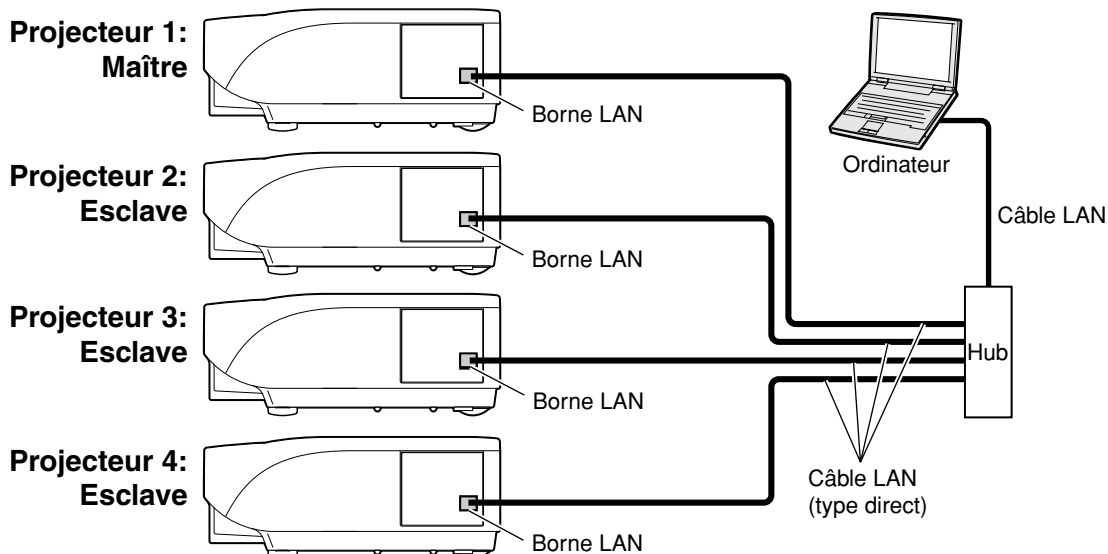 Projecteur 1:
Maître
Borne LAN
Ordinateur
Projecteur 2:
Esclave
Câble LAN
Borne LAN
Projecteur 3:
Esclave
Hub
Borne LAN
Projecteur 4:
Esclave
Câble LAN
(type direct)
Borne LAN